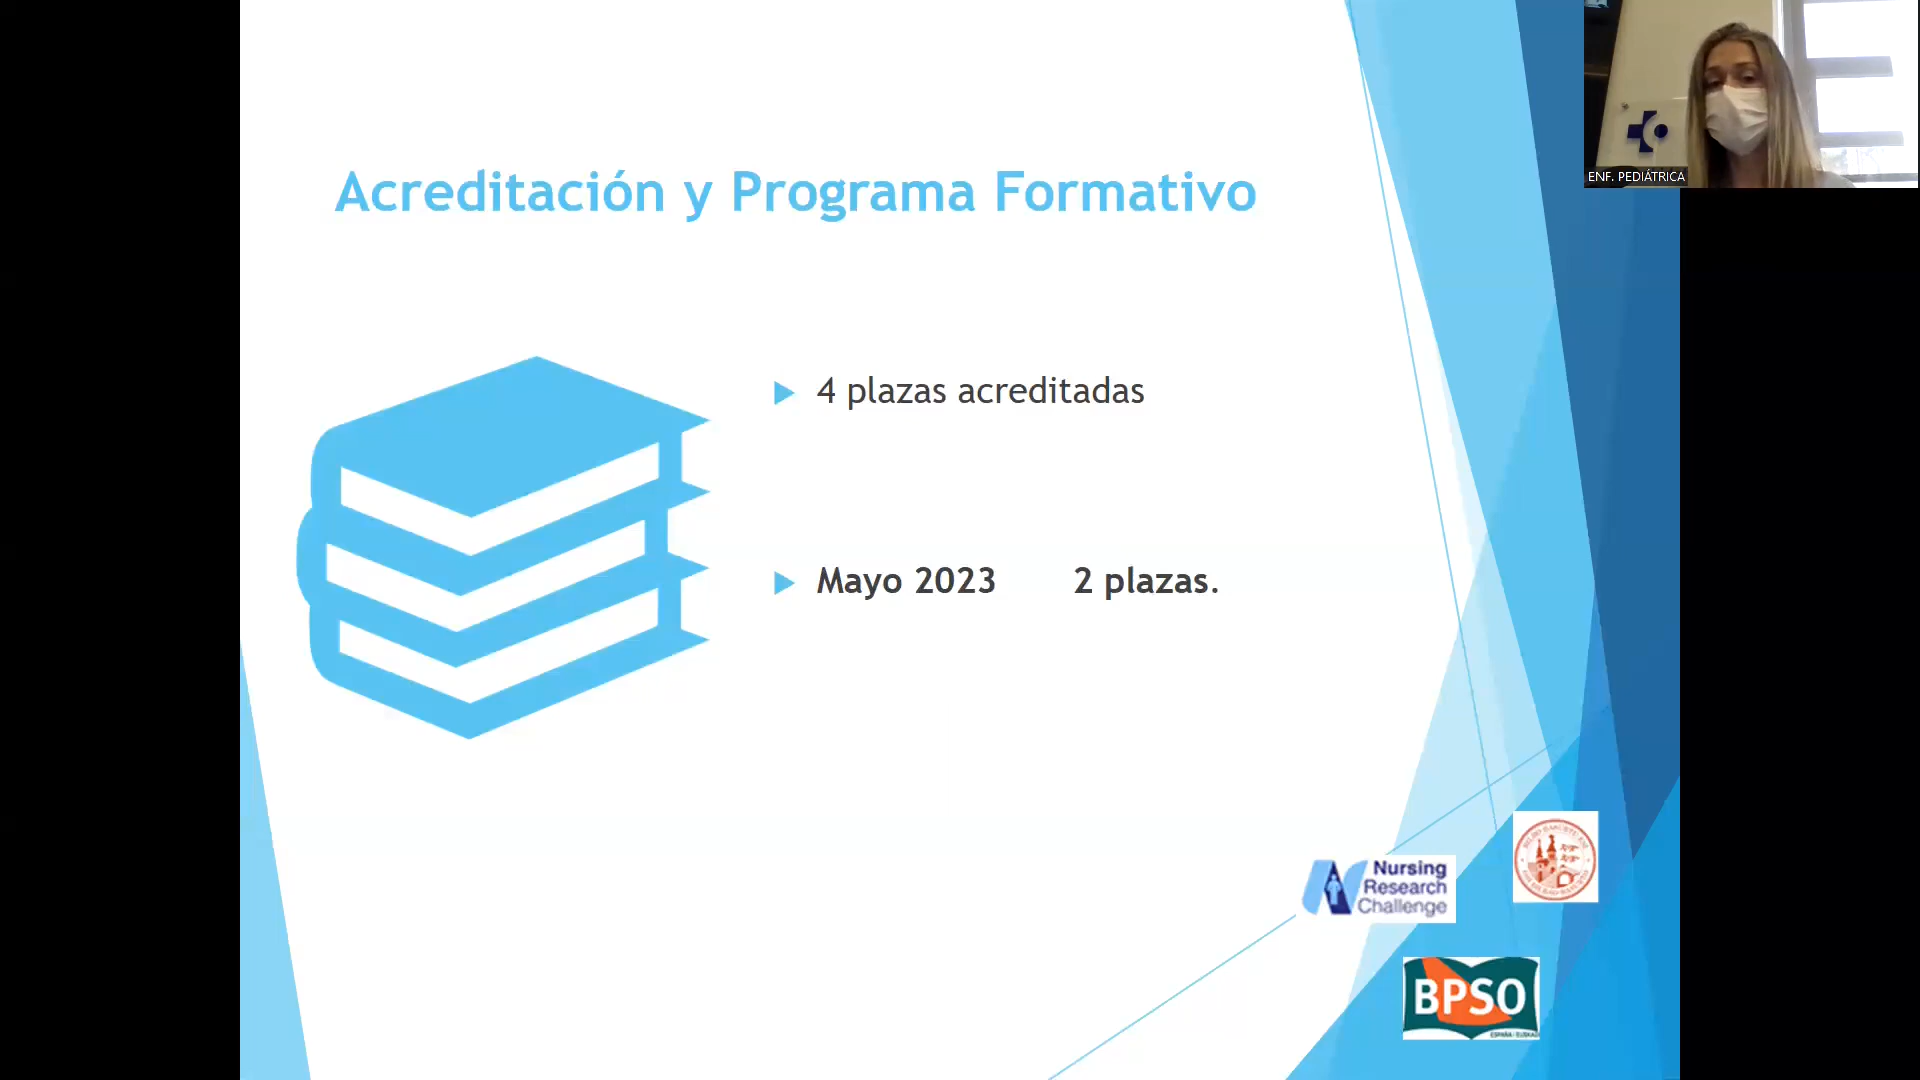 Acreditación y Programa Formativo
ENF. PEDIÁTRICA
4 plazas acreditadas
Mayo 2023 2 plazas.
Nursing
Research
Challenge
BPSO